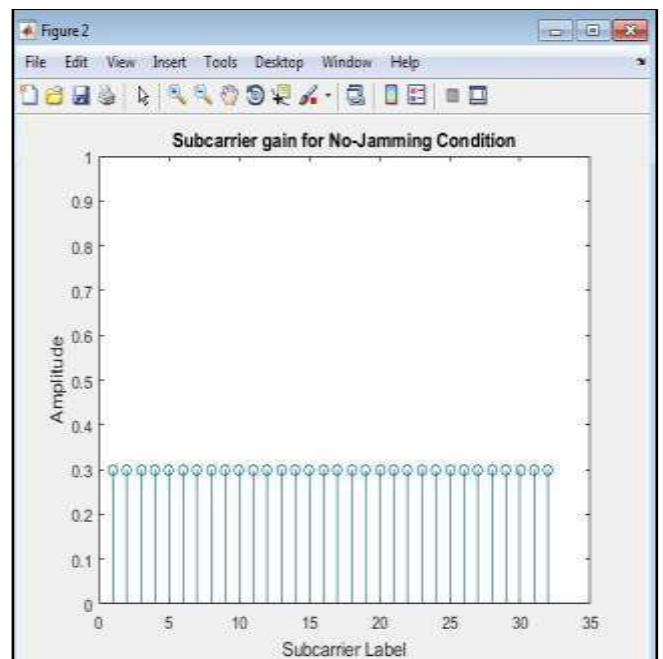 Figure 2
File Edit View Insert Tools Desktop Window Help
Subcarrier gain for No-Jamming Condition
1
0.9
0.8
0.7
0.6
0.5
0.4
0.3
0.2
0.1
0
Amplitude
0 5 10 15 20 25 30 35
Subcarrier Label